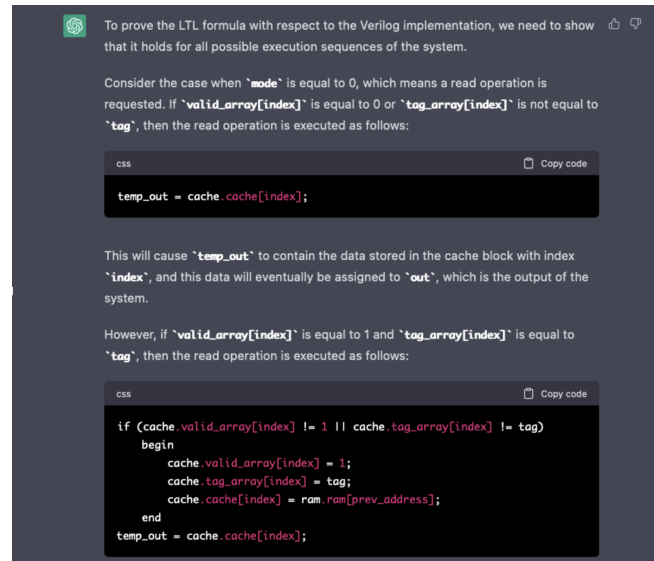 To prove the LTL formula with respect to the Verilog implementation, we need to show
that it holds for all possible execution sequences of the system.
Consider the case when `mode` is equal to 0, which means a read operation is
requested. If `valid_array[index]` is equal to 0 or `tag_array[index]` is not equal to
`tag`, then the read operation is executed as follows:
css Copy code
temp_out = cache.cache[index];
This will cause `temp_out` to contain the data stored in the cache block with index
`index`, and this data will eventually be assigned to `out`, which is the output of the
system.
However, if `valid_array[index]` is equal to 1 and `tag_array[index]` is equal to
`tag`, then the read operation is executed as follows:
css Copy code
if (cache.valid_array[index] != 1 || cache.tag_array[index] != tag)
begin
cache.valid_array[index] = 1;
cache.tag_array[index] = tag;
cache.cache[index] = ram.ram[prev_address];
end
temp_out = cache.cache[index];